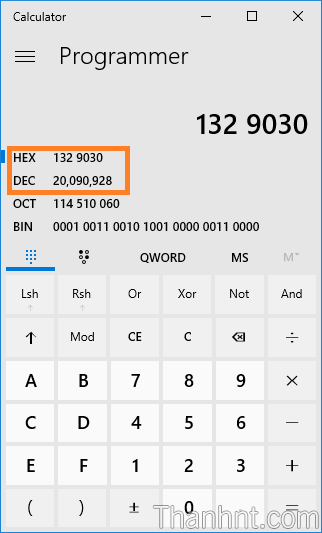 Calculator
Programmer
132 9030
HEX 132 9030
DEC 20,090,928
OCT 114 510 060
BIN 0001 0011 0010 1001 0000 0011 0000
QWORD MS M
Lsh Rsh Or Xor Not And
Mod CE C ÷
A B 7 8 9 ×
C D 4 5 6 −
E F 1 2 3 +
( ) ± 0 . =
Thanhnt.com